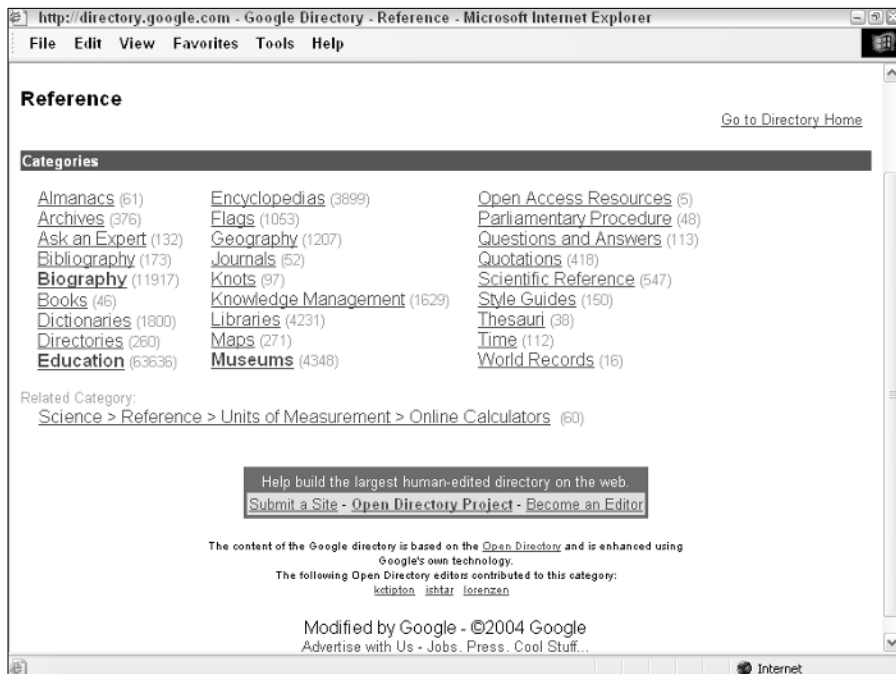 http://directory.google.com - Google Directory - Reference - Microsoft Internet Explorer
File Edit View Favorites Tools Help
Reference
Go to Directory Home
Categories
Almanacs (61) Encyclopedias (3899) Open Access Resources (5)
Archives (376) Flags (1053) Parliamentary Procedure (48)
Ask an Expert (132) Geography (1207) Questions and Answers (113)
Bibliography (173) Journals (52) Quotations (418)
Biography (11917) Knots (97) Scientific Reference (547)
Books (46) Knowledge Management (1629) Style Guides (150)
Dictionaries (1800) Libraries (4231) Thesauri (38)
Directories (260) Maps (271) Time (112)
Education (63636) Museums (4348) World Records (16)
Related Category:
Science > Reference > Units of Measurement > Online Calculators (60)
Help build the largest human-edited directory on the web.
Submit a Site - Open Directory Project - Become an Editor
The content of the Google directory is based on the Open Directory and is enhanced using
Google's own technology.
The following Open Directory editors contributed to this category:
kctipton ishtar lorenzen
Modified by Google - ©2004 Google
Advertise with Us - Jobs. Press. Cool Stuff...
Internet